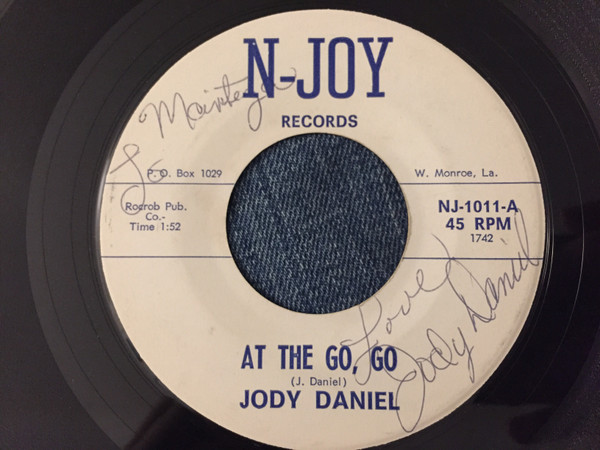 N-JOY
RECORDS
To
P.O. Box 1029
W. Monroe, La.
Rocrob Pub.
Co.-
Time 1:52
NJ-1011-A
45 RPM
1742
AT THE GO, GO
(J. Daniel)
JODY DANIEL
Love
Jody Daniel